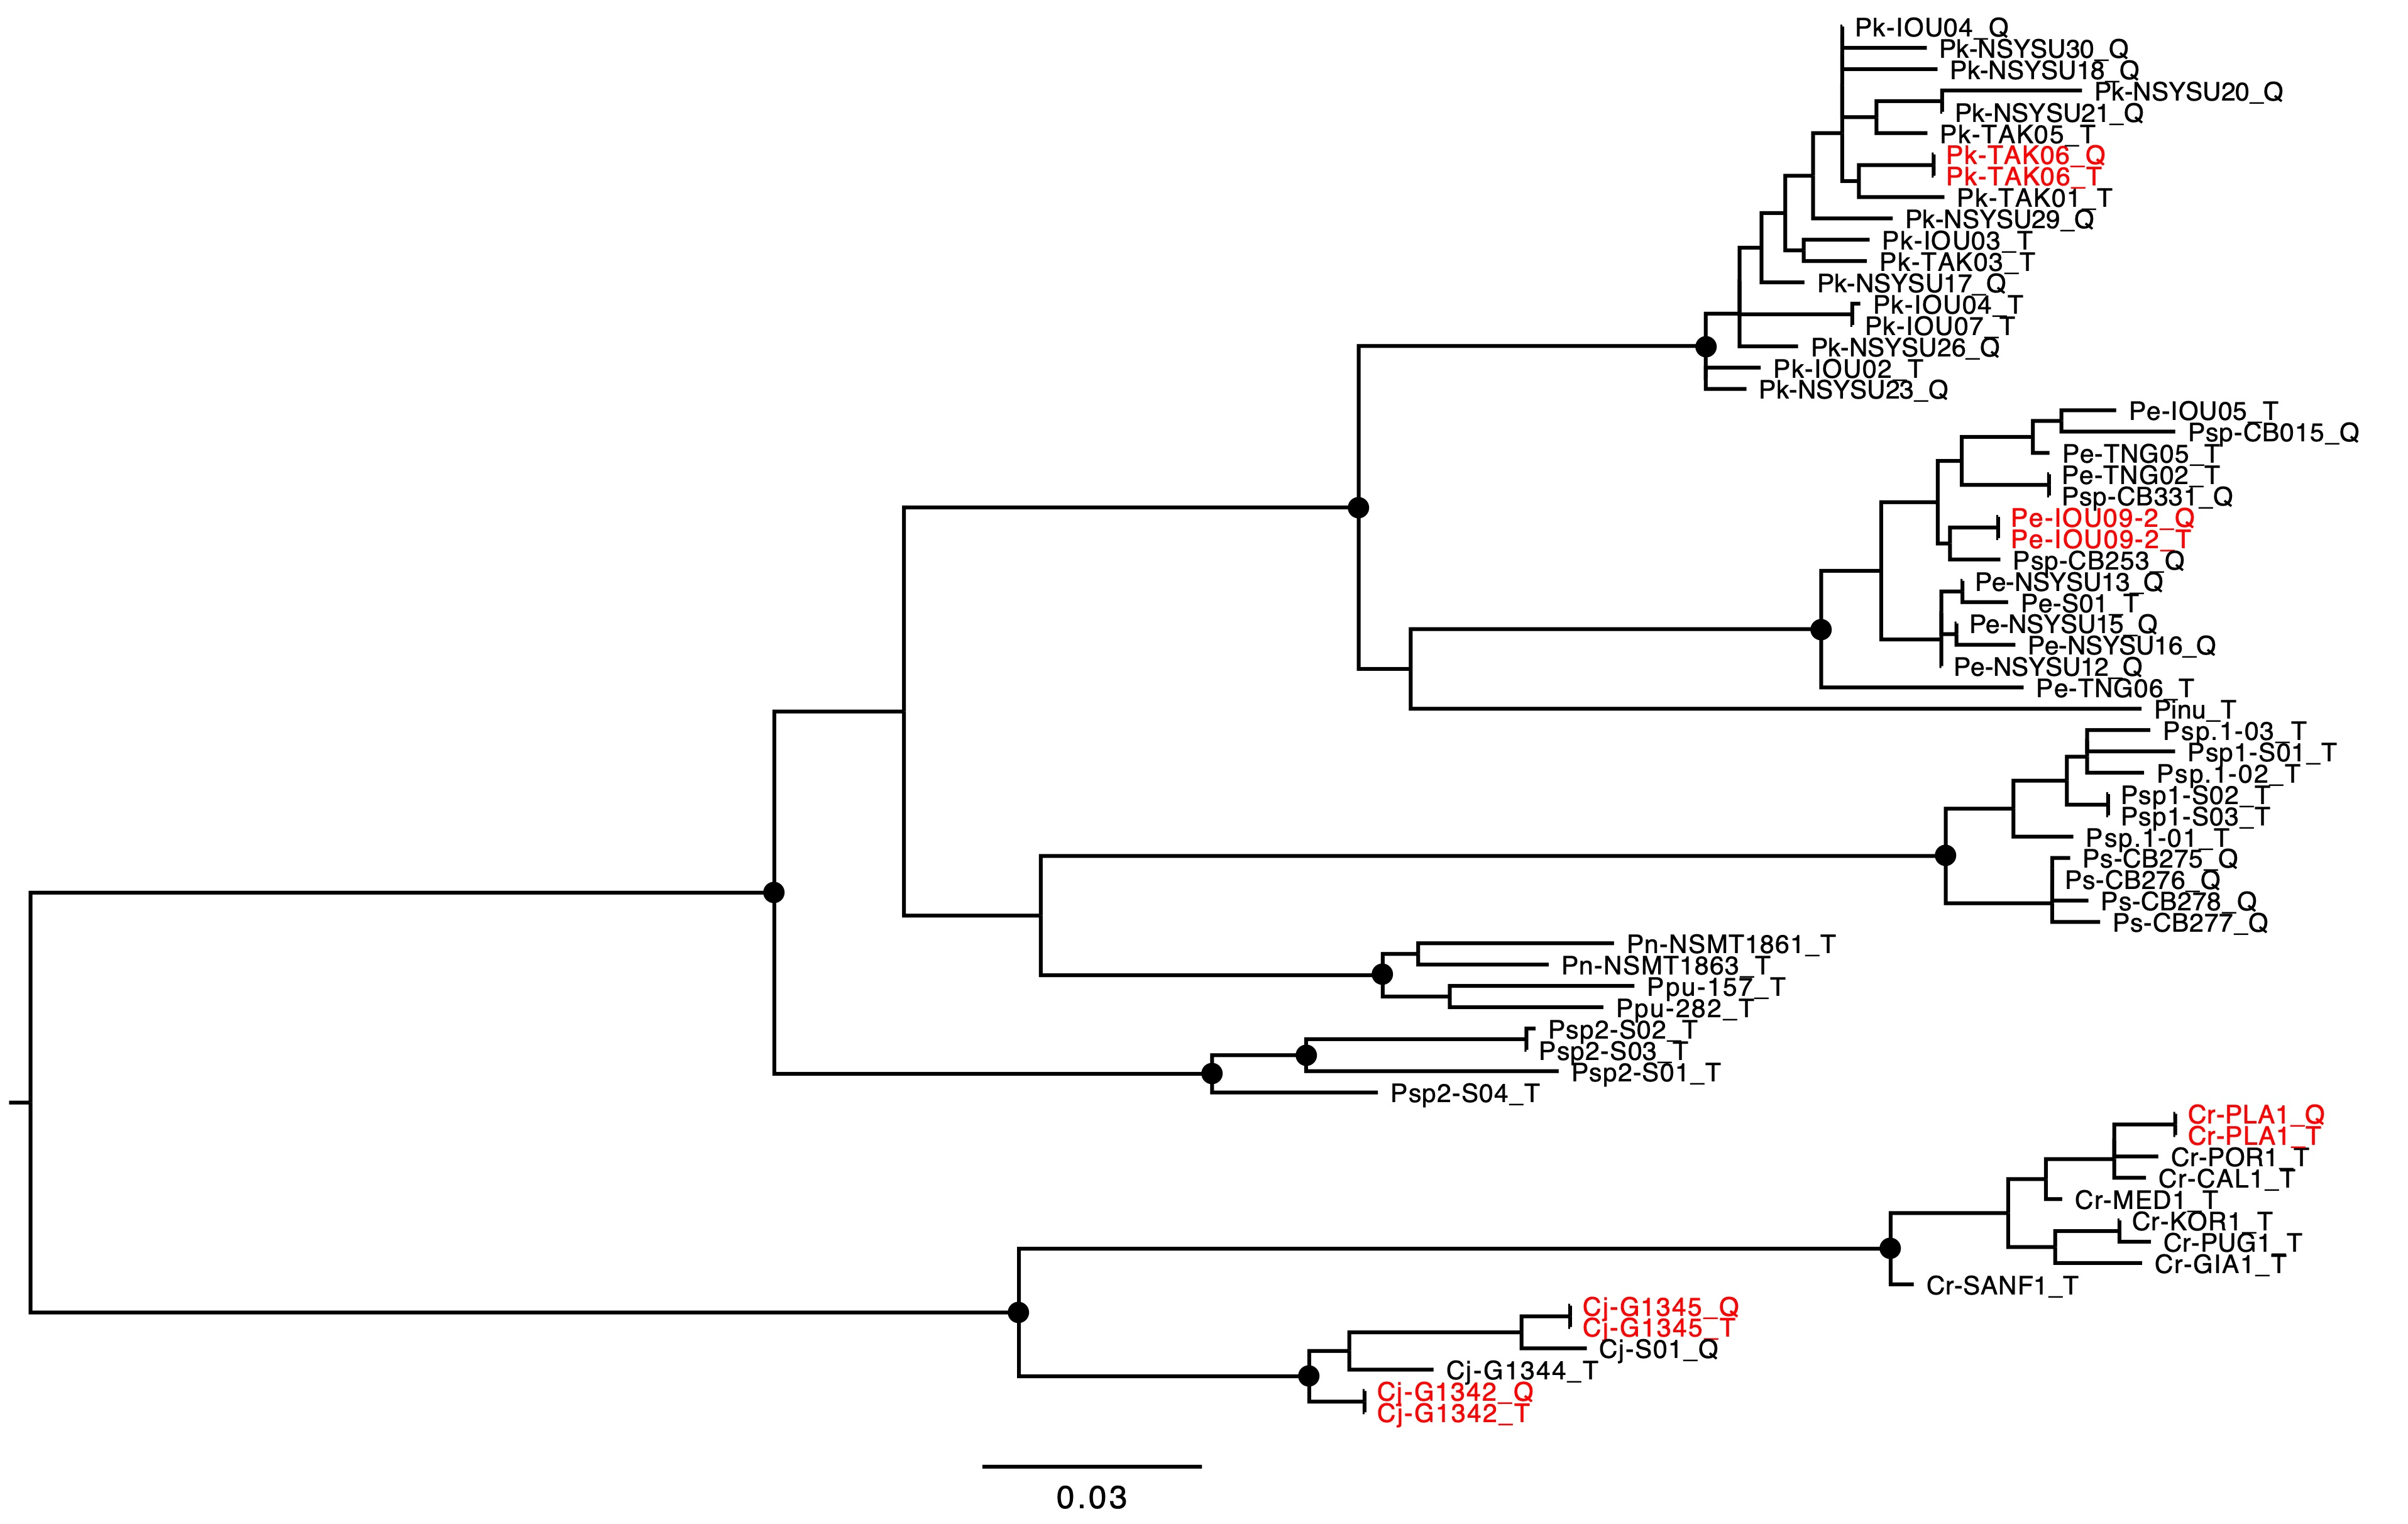 Pk-IOU04_Q
Pk-NSYSU30_Q
Pk-NSYSU18_Q
Pk-NSYSU20_Q
Pk-NSYSU21_Q
Pk-TAK05_T
Pk-TAK06_Q
Pk-TAK06_T
Pk-TAK01_T
Pk-NSYSU29_Q
Pk-IOU03_T
Pk-TAK03_T
Pk-NSYSU17_Q
Pk-IOU04_T
Pk-IOU07_T
Pk-NSYSU26_Q
Pk-IOU02_T
Pk-NSYSU23_Q
Pe-IOU05_T
Psp-CB015_Q
Pe-TNG05_T
Pe-TNG02_T
Psp-CB331_Q
Pe-IOU09-2_Q
Pe-IOU09-2_T
Psp-CB253_Q
Pe-NSYSU13_Q
Pe-S01_T
Pe-NSYSU15_Q
Pe-NSYSU16_Q
Pe-NSYSU12_Q
Pe-TNG06_T
Pinu_T
Psp.1-03_T
Psp1-S01_T
Psp.1-02_T
Psp1-S02_T
Psp1-S03_T
Psp.1-01_T
Ps-CB275_Q
Ps-CB276_Q
Ps-CB278_Q
Ps-CB277_Q
Pn-NSMT1861_T
Pn-NSMT1863_T
Ppu-157_T
Ppu-282_T
Psp2-S02_T
Psp2-S03_T
Psp2-S01_T
Psp2-S04_T
Cr-PLA1_Q
Cr-PLA1_T
Cr-POR1_T
Cr-CAL1_T
Cr-MED1_T
Cr-KOR1_T
Cr-PUG1_T
Cr-GIA1_T
Cr-SANF1_T
Cj-G1345_Q
Cj-G1345_T
Cj-S01_Q
Cj-G1344_T
Cj-G1342_Q
Cj-G1342_T
0.03